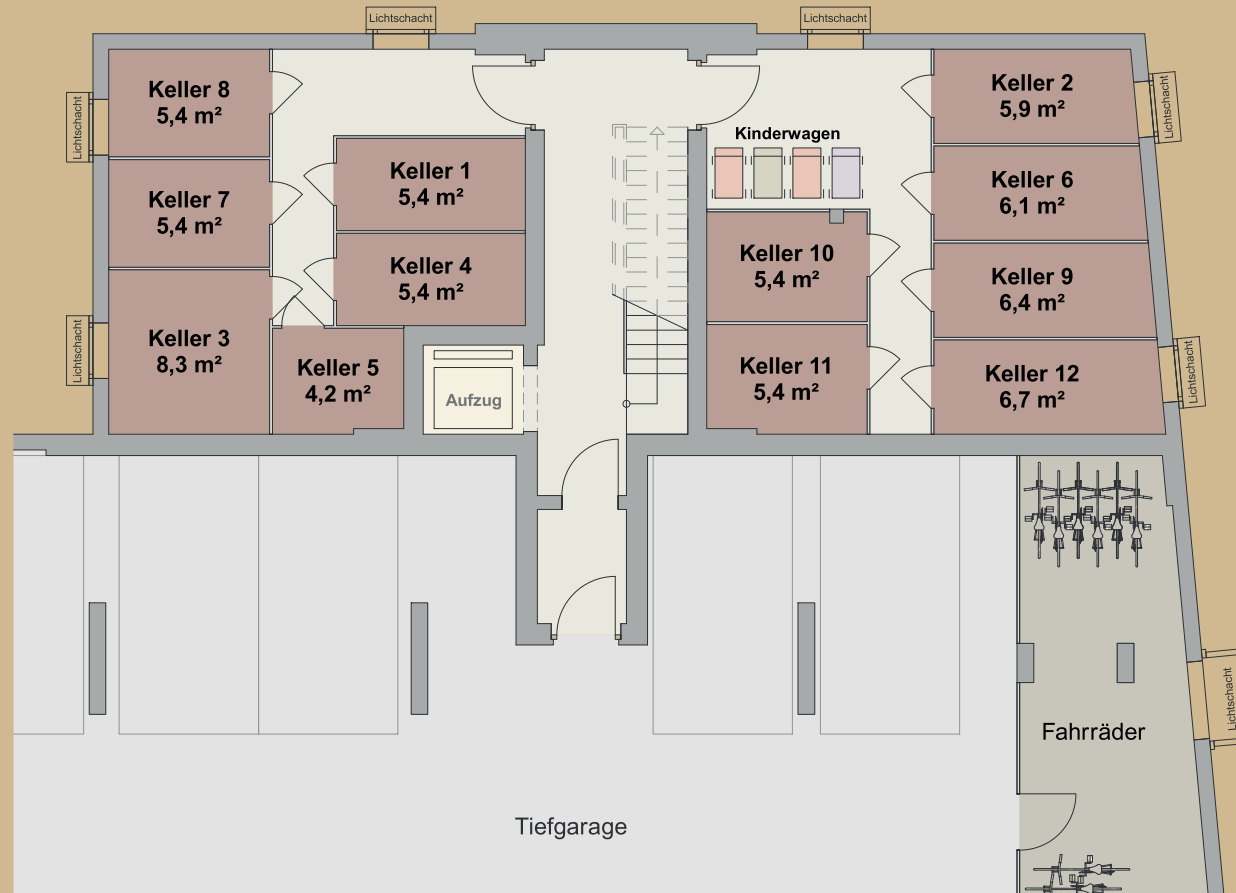 Lichtschacht
Lichtschacht
Keller 8
5,4 m²
Keller 2
5,9 m²
Lichtschacht
Lichtschacht
Kinderwagen
Keller 1
5,4 m²
Keller 7
5,4 m²
Keller 6
6,1 m²
Keller 4
5,4 m²
Keller 10
5,4 m²
Keller 9
6,4 m²
Keller 3
8,3 m²
Lichtschacht
Keller 5
4,2 m²
Keller 11
5,4 m²
Keller 12
6,7 m²
Lichtschacht
Aufzug
Lichtschacht
Fahrräder
Tiefgarage